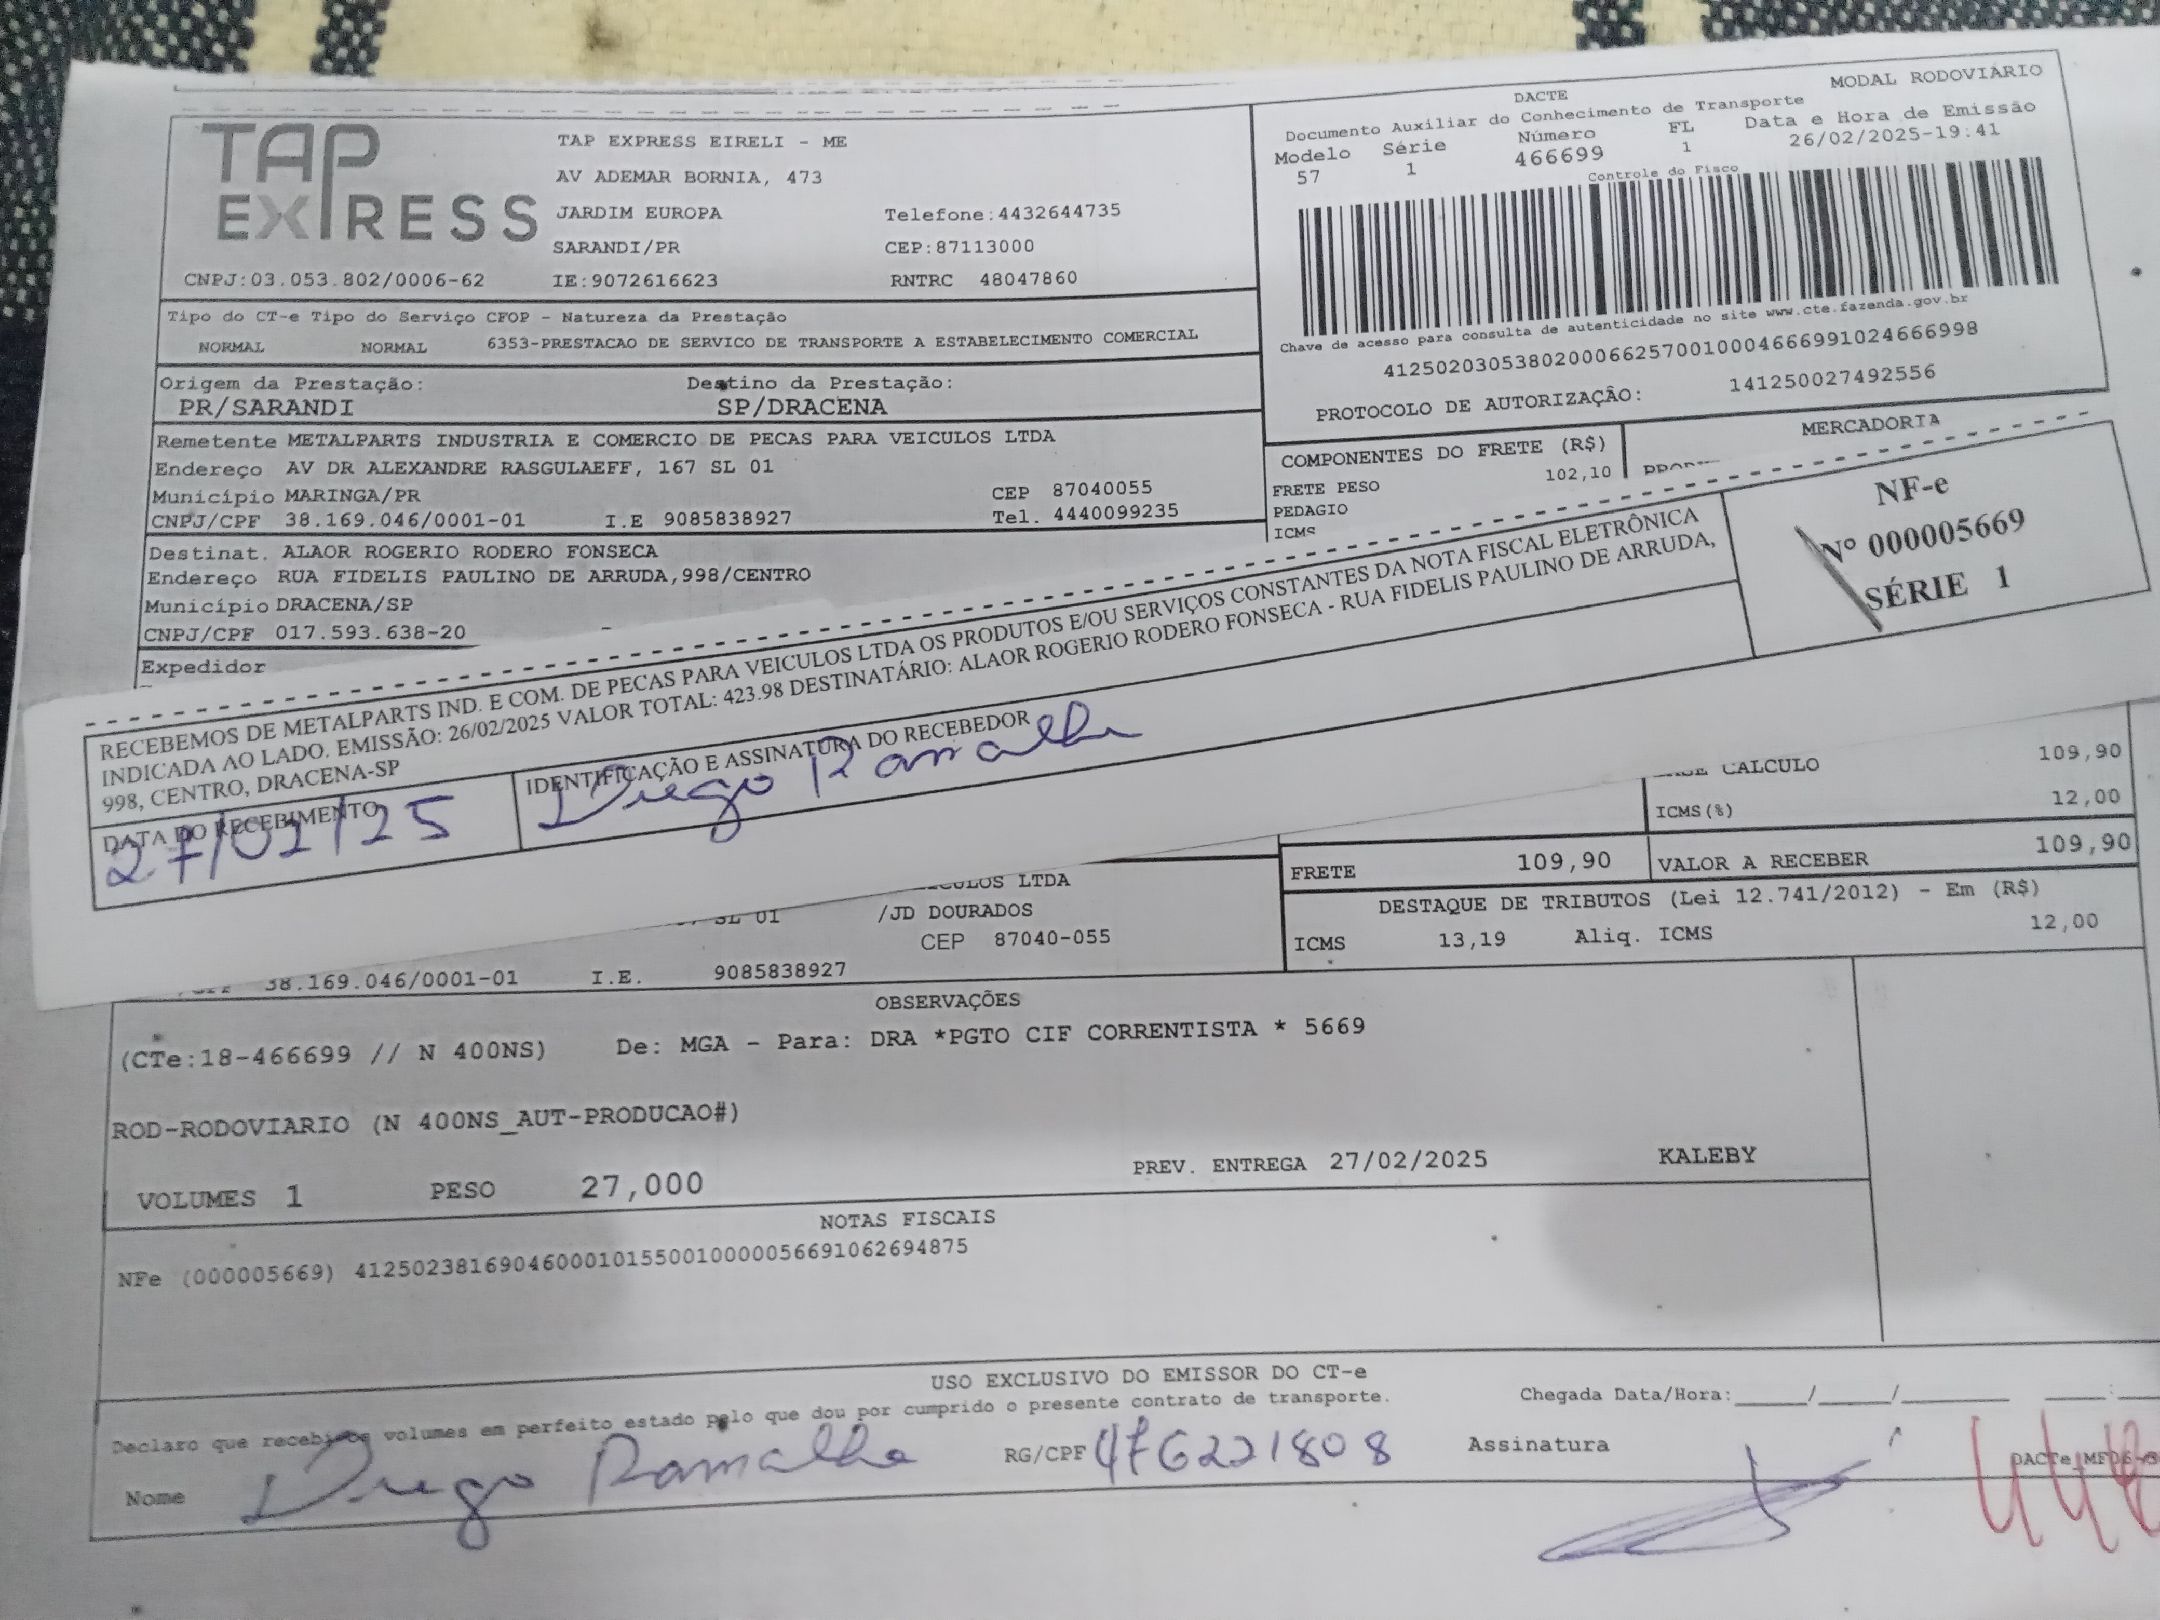 TAP
EXPRESS
CNPJ:03.053.802/0006-62
TAP EXPRESS EIRELI - ME
AV ADEMAR BORNIA, 473
JARDIM EUROPA Telefone:4432644735
SARANDI/PR CEP:87113000
IE:9072616623 RNTRC 48047860
MODAL RODOVIÁRIO
DACTE
Documento Auxiliar do Conhecimento de Transporte
Modelo Série Número FL Data e Hora de Emissão
57 1 466699 1 26/02/2025-19:41
Controle do Fisco
Chave de acesso para consulta de autenticidade no site www.cte.fazenda.gov.br
41250203053802000662570010004666991024666998
PROTOCOLO DE AUTORIZAÇÃO: 141250027492556
Tipo do CT-e Tipo do Serviço CFOP - Natureza da Prestação
NORMAL NORMAL 6353-PRESTACAO DE SERVICO DE TRANSPORTE A ESTABELECIMENTO COMERCIAL
Origem da Prestação: Destino da Prestação:
PR/SARANDI SP/DRACENA
Remetente METALPARTS INDUSTRIA E COMERCIO DE PECAS PARA VEICULOS LTDA
Endereço AV DR ALEXANDRE RASGULAEFF, 167 SL 01
Município MARINGA/PR CEP 87040055
CNPJ/CPF 38.169.046/0001-01 I.E 9085838927 Tel. 4440099235
COMPONENTES DO FRETE (R$) MERCADORIA
FRETE PESO 102,10
PEDAGIO
ICMS
Destinat. ALAOR ROGERIO RODERO FONSECA
Endereço RUA FIDELIS PAULINO DE ARRUDA,998/CENTRO
Município DRACENA/SP
CNPJ/CPF 017.593.638-20
Expedidor
RECEBEMOS DE METALPARTS IND. E COM. DE PECAS PARA VEICULOS LTDA OS PRODUTOS E/OU SERVIÇOS CONSTANTES DA NOTA FISCAL ELETRÔNICA
INDICADA AO LADO. EMISSÃO: 26/02/2025 VALOR TOTAL: 423.98 DESTINATÁRIO: ALAOR ROGERIO RODERO FONSECA - RUA FIDELIS PAULINO DE ARRUDA,
998, CENTRO, DRACENA-SP
DATA DO RECEBIMENTO IDENTIFICAÇÃO E ASSINATURA DO RECEBEDOR
27/02/25 Diego Ramalho
NF-e
Nº 000005669
SÉRIE 1
CALCULO 109,90
ICMS(%) 12,00
FRETE 109,90 VALOR A RECEBER 109,90
DESTAQUE DE TRIBUTOS (Lei 12.741/2012) - Em (R$)
ICMS 13,19 Aliq. ICMS 12,00
LTDA
SL 01 /JD DOURADOS
CEP 87040-055
38.169.046/0001-01 I.E. 9085838927
OBSERVAÇÕES
(CTe:18-466699 // N 400NS) De: MGA - Para: DRA *PGTO CIF CORRENTISTA * 5669
ROD-RODOVIARIO (N 400NS_AUT-PRODUCAO#)
VOLUMES 1 PESO 27,000 PREV. ENTREGA 27/02/2025 KALEBY
NOTAS FISCAIS
NFe (000005669) 41250238169046000101550010000056691062694875
USO EXCLUSIVO DO EMISSOR DO CT-e
Declaro que recebi os volumes em perfeito estado pelo que dou por cumprido o presente contrato de transporte.
Chegada Data/Hora:
Nome Diego Ramalho RG/CPF 476221808 Assinatura